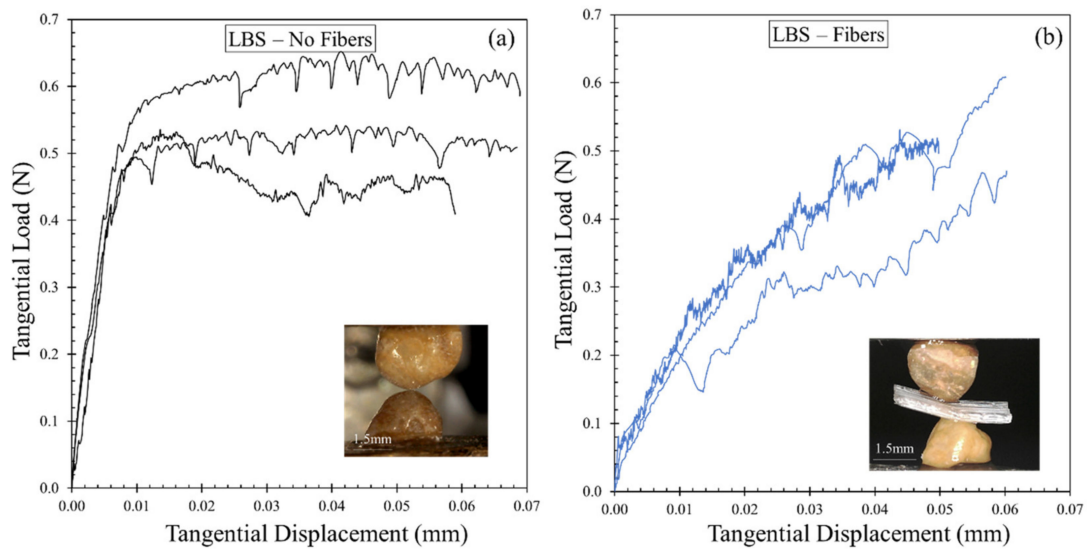 LBS – No Fibers
(a)
Tangential Load (N)
0.7
0.6
0.5
0.4
0.3
0.2
0.1
0.0
1.5mm
0.00 0.01 0.02 0.03 0.04 0.05 0.06 0.07
Tangential Displacement (mm)
LBS – Fibers
(b)
Tangential Load (N)
0.7
0.6
0.5
0.4
0.3
0.2
0.1
0.0
1.5mm
0.00 0.01 0.02 0.03 0.04 0.05 0.06 0.07
Tangential Displacement (mm)